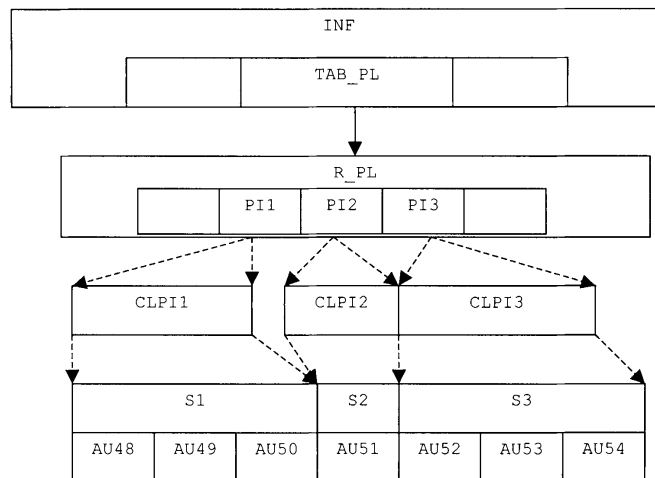 INF
TAB_PL
R_PL
PI1 PI2 PI3
CLPI1 CLPI2 CLPI3
S1 S2 S3
AU48 AU49 AU50 AU51 AU52 AU53 AU54